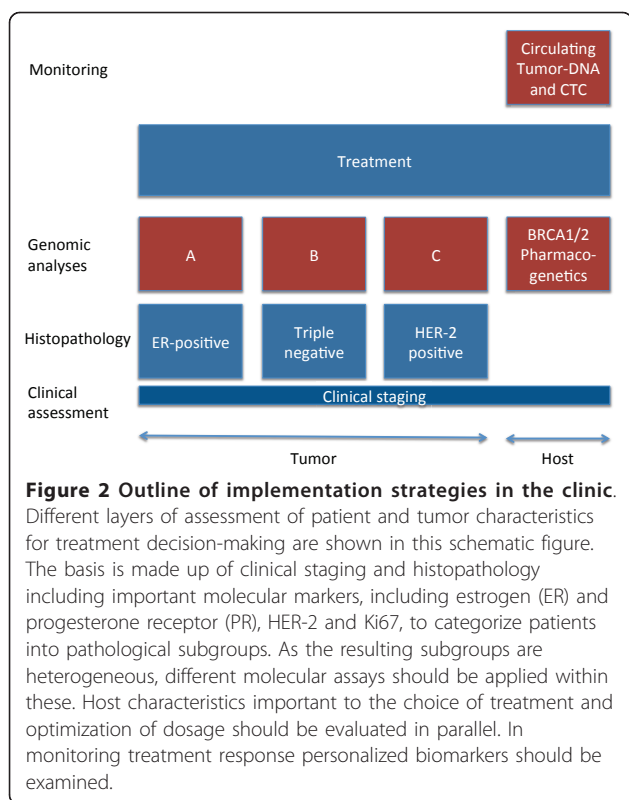 Monitoring
Circulating
Tumor-DNA
and CTC
Treatment
Genomic
analyses
A
B
C
BRCA1/2
Pharmaco-
genetics
Histopathology
ER-positive
Triple
negative
HER-2
positive
Clinical
assessment
Clinical staging
Tumor
Host
Figure 2 Outline of implementation strategies in the clinic.
Different layers of assessment of patient and tumor characteristics
for treatment decision-making are shown in this schematic figure.
The basis is made up of clinical staging and histopathology
including important molecular markers, including estrogen (ER) and
progesterone receptor (PR), HER-2 and Ki67, to categorize patients
into pathological subgroups. As the resulting subgroups are
heterogeneous, different molecular assays should be applied within
these. Host characteristics important to the choice of treatment and
optimization of dosage should be evaluated in parallel. In
monitoring treatment response personalized biomarkers should be
examined.